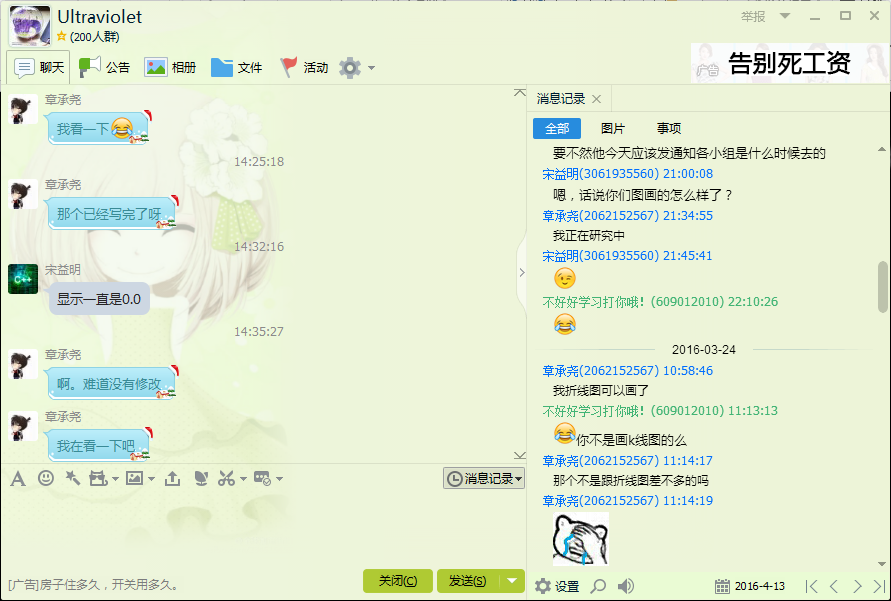 Ultraviolet
(200人群)
举报
聊天
公告
相册
文件
活动
广告
告别死工资
章承尧
我看一下
14:25:18
章承尧
那个已经写完了呀
14:32:16
宋益明
C++
显示一直是0.0
14:35:27
章承尧
啊。难道没有修改
章承尧
我在看一下吧
消息记录
[广告]房子住多久，开关用多久。
关闭(C)
发送(S)
消息记录
全部
图片
事项
要不然他今天应该发通知各小组是什么时候去的
宋益明(3061935560) 21:00:08
嗯，话说你们图画的怎么样了？
章承尧(2062152567) 21:34:55
我正在研究中
宋益明(3061935560) 21:45:41
不好好学习打你哦！(609012010) 22:10:26
2016-03-24
章承尧(2062152567) 10:58:46
我折线图可以画了
不好好学习打你哦！(609012010) 11:13:13
你不是画k线图的么
章承尧(2062152567) 11:14:17
那个不是跟折线图差不多的吗
章承尧(2062152567) 11:14:19
设置
2016-4-13